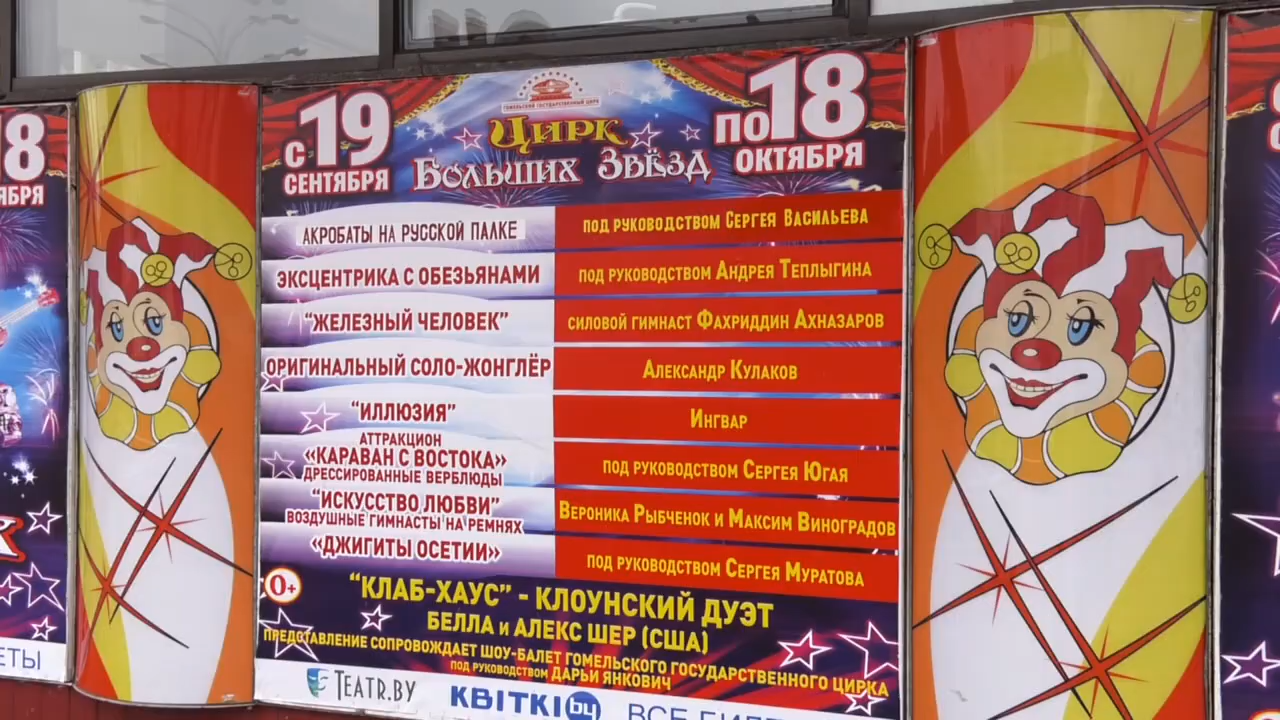 18
ЯБРЯ
ЕТЫ
С 19
СЕНТЯБРЯ
ГОМЕЛЬСКИЙ ГОСУДАРСТВЕННЫЙ ЦИРК
ЦИРК
БОЛЬШИХ ЗВЁЗД
ПО 18
ОКТЯБРЯ
АКРОБАТЫ НА РУССКОЙ ПАЛКЕ
ПОД РУКОВОДСТВОМ СЕРГЕЯ ВАСИЛЬЕВА
ЭКСЦЕНТРИКА С ОБЕЗЬЯНАМИ
ПОД РУКОВОДСТВОМ АНДРЕЯ ТЕПЛЫГИНА
"ЖЕЛЕЗНЫЙ ЧЕЛОВЕК"
СИЛОВОЙ ГИМНАСТ ФАХРИДДИН АХНАЗАРОВ
ОРИГИНАЛЬНЫЙ СОЛО-ЖОНГЛЁР
АЛЕКСАНДР КУЛАКОВ
"ИЛЛЮЗИЯ"
ИНГВАР
АТТРАКЦИОН
«КАРАВАН С ВОСТОКА»
ДРЕССИРОВАННЫЕ ВЕРБЛЮДЫ
ПОД РУКОВОДСТВОМ СЕРГЕЯ ЮГАЯ
"ИСКУССТВО ЛЮБВИ"
ВОЗДУШНЫЕ ГИМНАСТЫ НА РЕМНЯХ
ВЕРОНИКА РЫБЧЕНОК И МАКСИМ ВИНОГРАДОВ
«ДЖИГИТЫ ОСЕТИИ»
ПОД РУКОВОДСТВОМ СЕРГЕЯ МУРАТОВА
0+
"КЛАБ-ХАУС" - КЛОУНСКИЙ ДУЭТ
БЕЛЛА И АЛЕКС ШЕР (США)
ПРЕДСТАВЛЕНИЕ СОПРОВОЖДАЕТ ШОУ-БАЛЕТ ГОМЕЛЬСКОГО ГОСУДАРСТВЕННОГО ЦИРКА
ПОД РУКОВОДСТВОМ ДАРЬИ ЯНКОВИЧ
TEATR.BY
KBITKI by